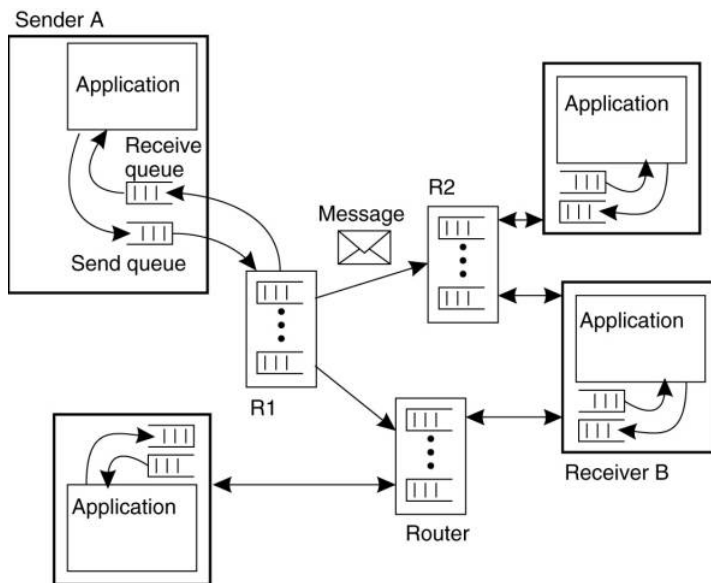 Sender A
Application
Receive
queue
Send queue
R1
Message
R2
Application
Application
Receiver B
Application
Router